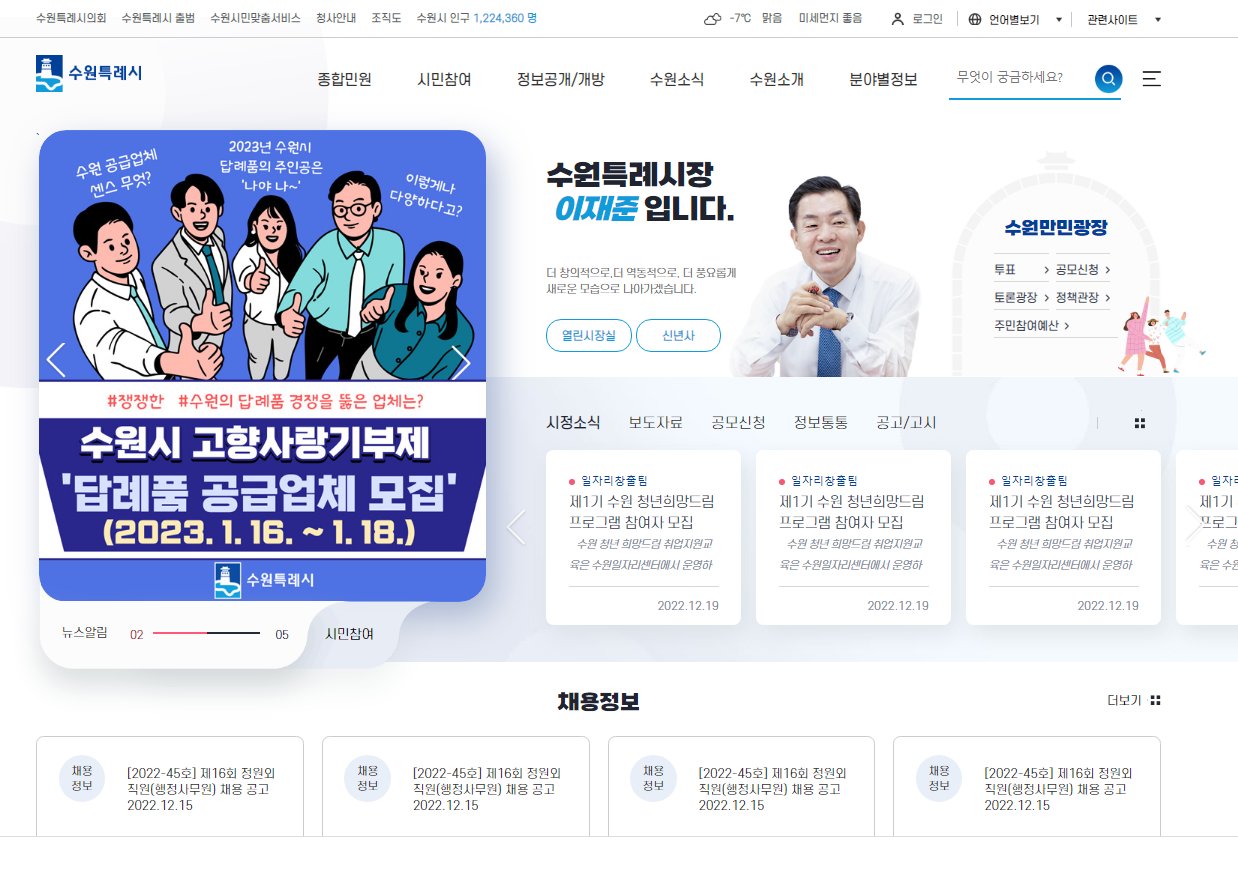 수원특례시의회 수원특례시 출범 수원시민맞춤서비스 청사안내 조직도 수원시 인구 1,224,360 명
-7℃ 맑음 미세먼지 좋음 로그인 언어별보기 관련사이트
수원특례시
종합민원 시민참여 정보공개/개방 수원소식 수원소개 분야별정보 무엇이 궁금하세요?
수원 공급업체
센스 무엇?
2023년 수원시
답례품의 주인공은
'나야 나~'
이렇게나
다양하다고?
#쟁쟁한 #수원의 답례품 경쟁을 뚫은 업체는?
수원시 고향사랑기부제
'답례품 공급업체 모집'
(2023. 1. 16. ~ 1. 18.)
수원특례시
뉴스알림 02 05 시민참여
수원특례시장
이재준 입니다.
더 창의적으로,더 역동적으로, 더 풍요롭게
새로운 모습으로 나아가겠습니다.
열린시장실 신년사
수원만민광장
투표 공모신청
토론광장 정책관장
주민참여예산
시정소식 보도자료 공모신청 정보통통 공고/고시
일자리창출팀
제1기 수원 청년희망드림
프로그램 참여자 모집
수원 청년 희망드림 취업지원교
육은 수원일자리센터에서 운영하
2022.12.19
일자리창출팀
제1기 수원 청년희망드림
프로그램 참여자 모집
수원 청년 희망드림 취업지원교
육은 수원일자리센터에서 운영하
2022.12.19
일자리창출팀
제1기 수원 청년희망드림
프로그램 참여자 모집
수원 청년 희망드림 취업지원교
육은 수원일자리센터에서 운영하
2022.12.19
일자리
제1기
프로그
수원 청
육은 수
채용정보
더보기
채용
정보
[2022-45호] 제16회 정원외
직원(행정사무원) 채용 공고
2022.12.15
채용
정보
[2022-45호] 제16회 정원외
직원(행정사무원) 채용 공고
2022.12.15
채용
정보
[2022-45호] 제16회 정원외
직원(행정사무원) 채용 공고
2022.12.15
채용
정보
[2022-45호] 제16회 정원외
직원(행정사무원) 채용 공고
2022.12.15